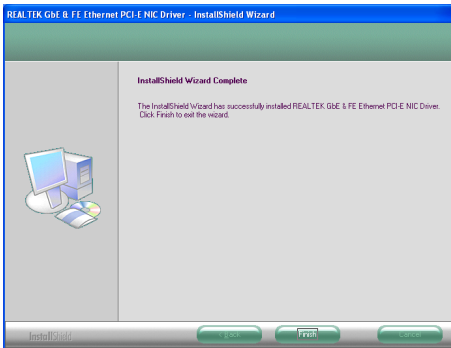 REALTEK GbE & FE Ethernet PCI-E NIC Driver - InstallShield Wizard
InstallShield Wizard Complete
The InstallShield Wizard has successfully installed REALTEK GbE & FE Ethernet PCI-E NIC Driver.
Click Finish to exit the wizard.
InstallShield
< Back
Finish
Cancel